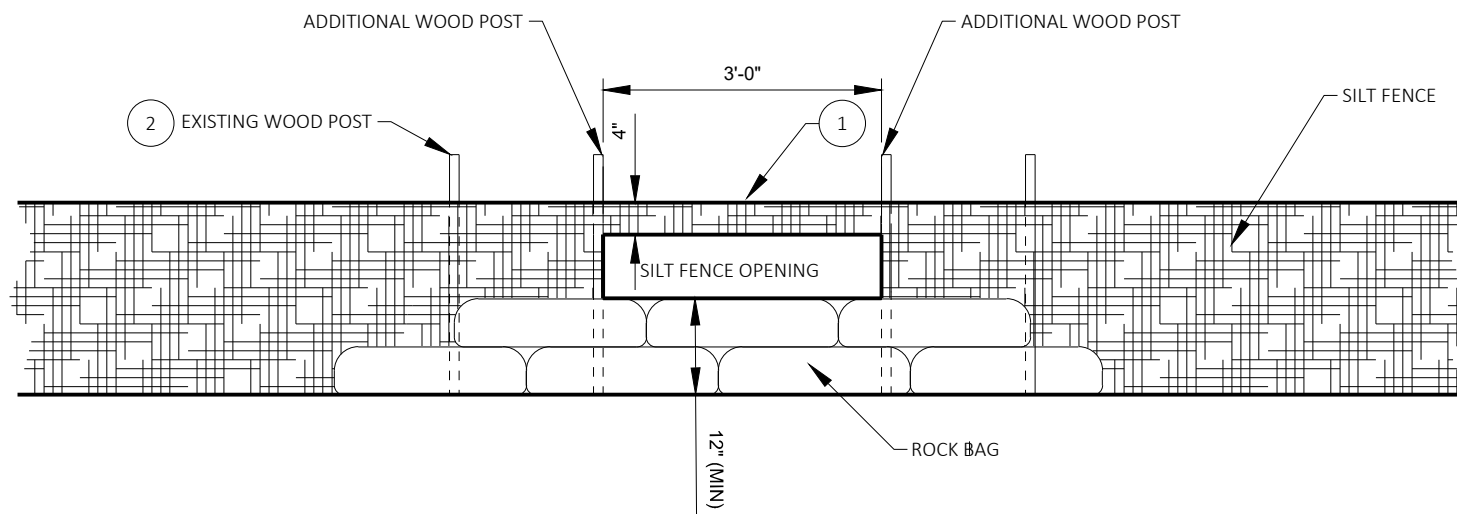 ADDITIONAL WOOD POST
ADDITIONAL WOOD POST
3'-0"
SILT FENCE
2
EXISTING WOOD POST
4"
1
SILT FENCE OPENING
12" (MIN)
ROCK BAG